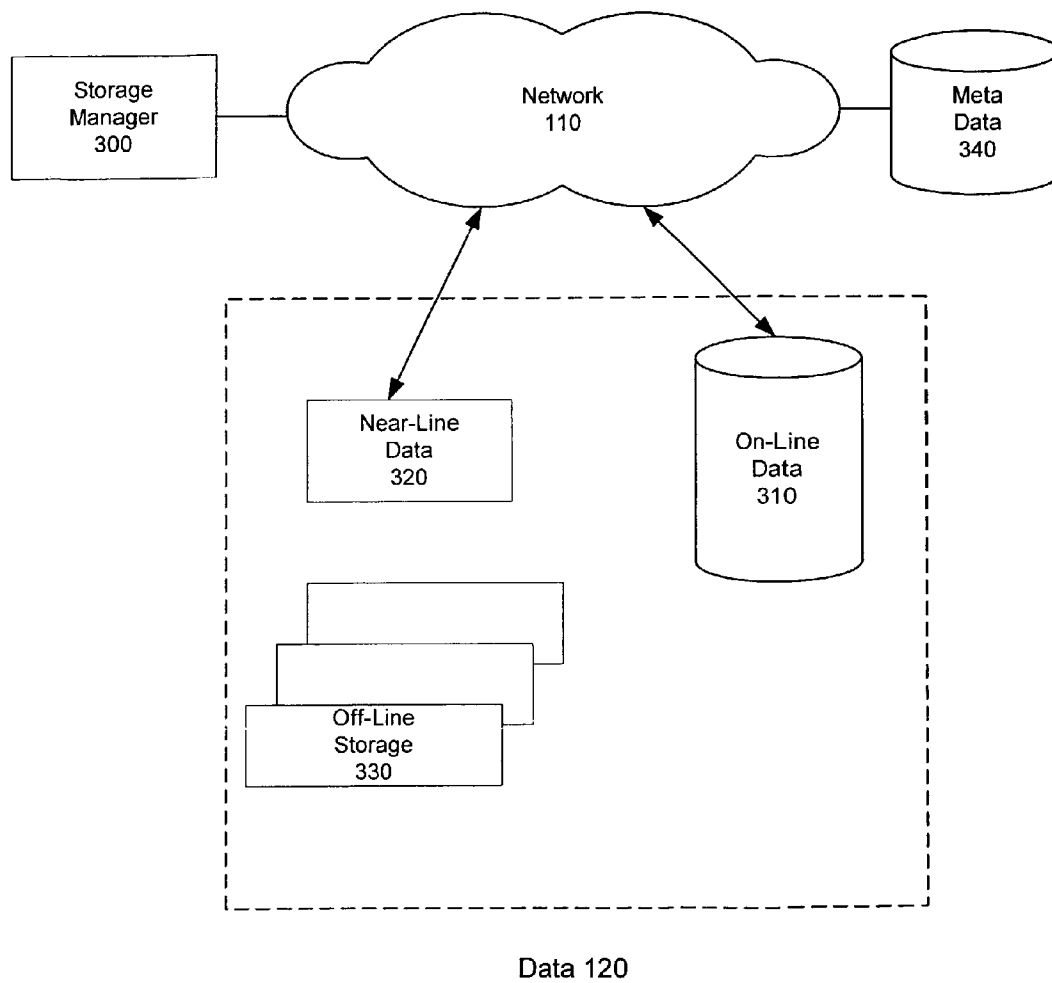 Storage
Manager
300
Network
110
Meta
Data
340
Near-Line
Data
320
On-Line
Data
310
Off-Line
Storage
330
Data 120